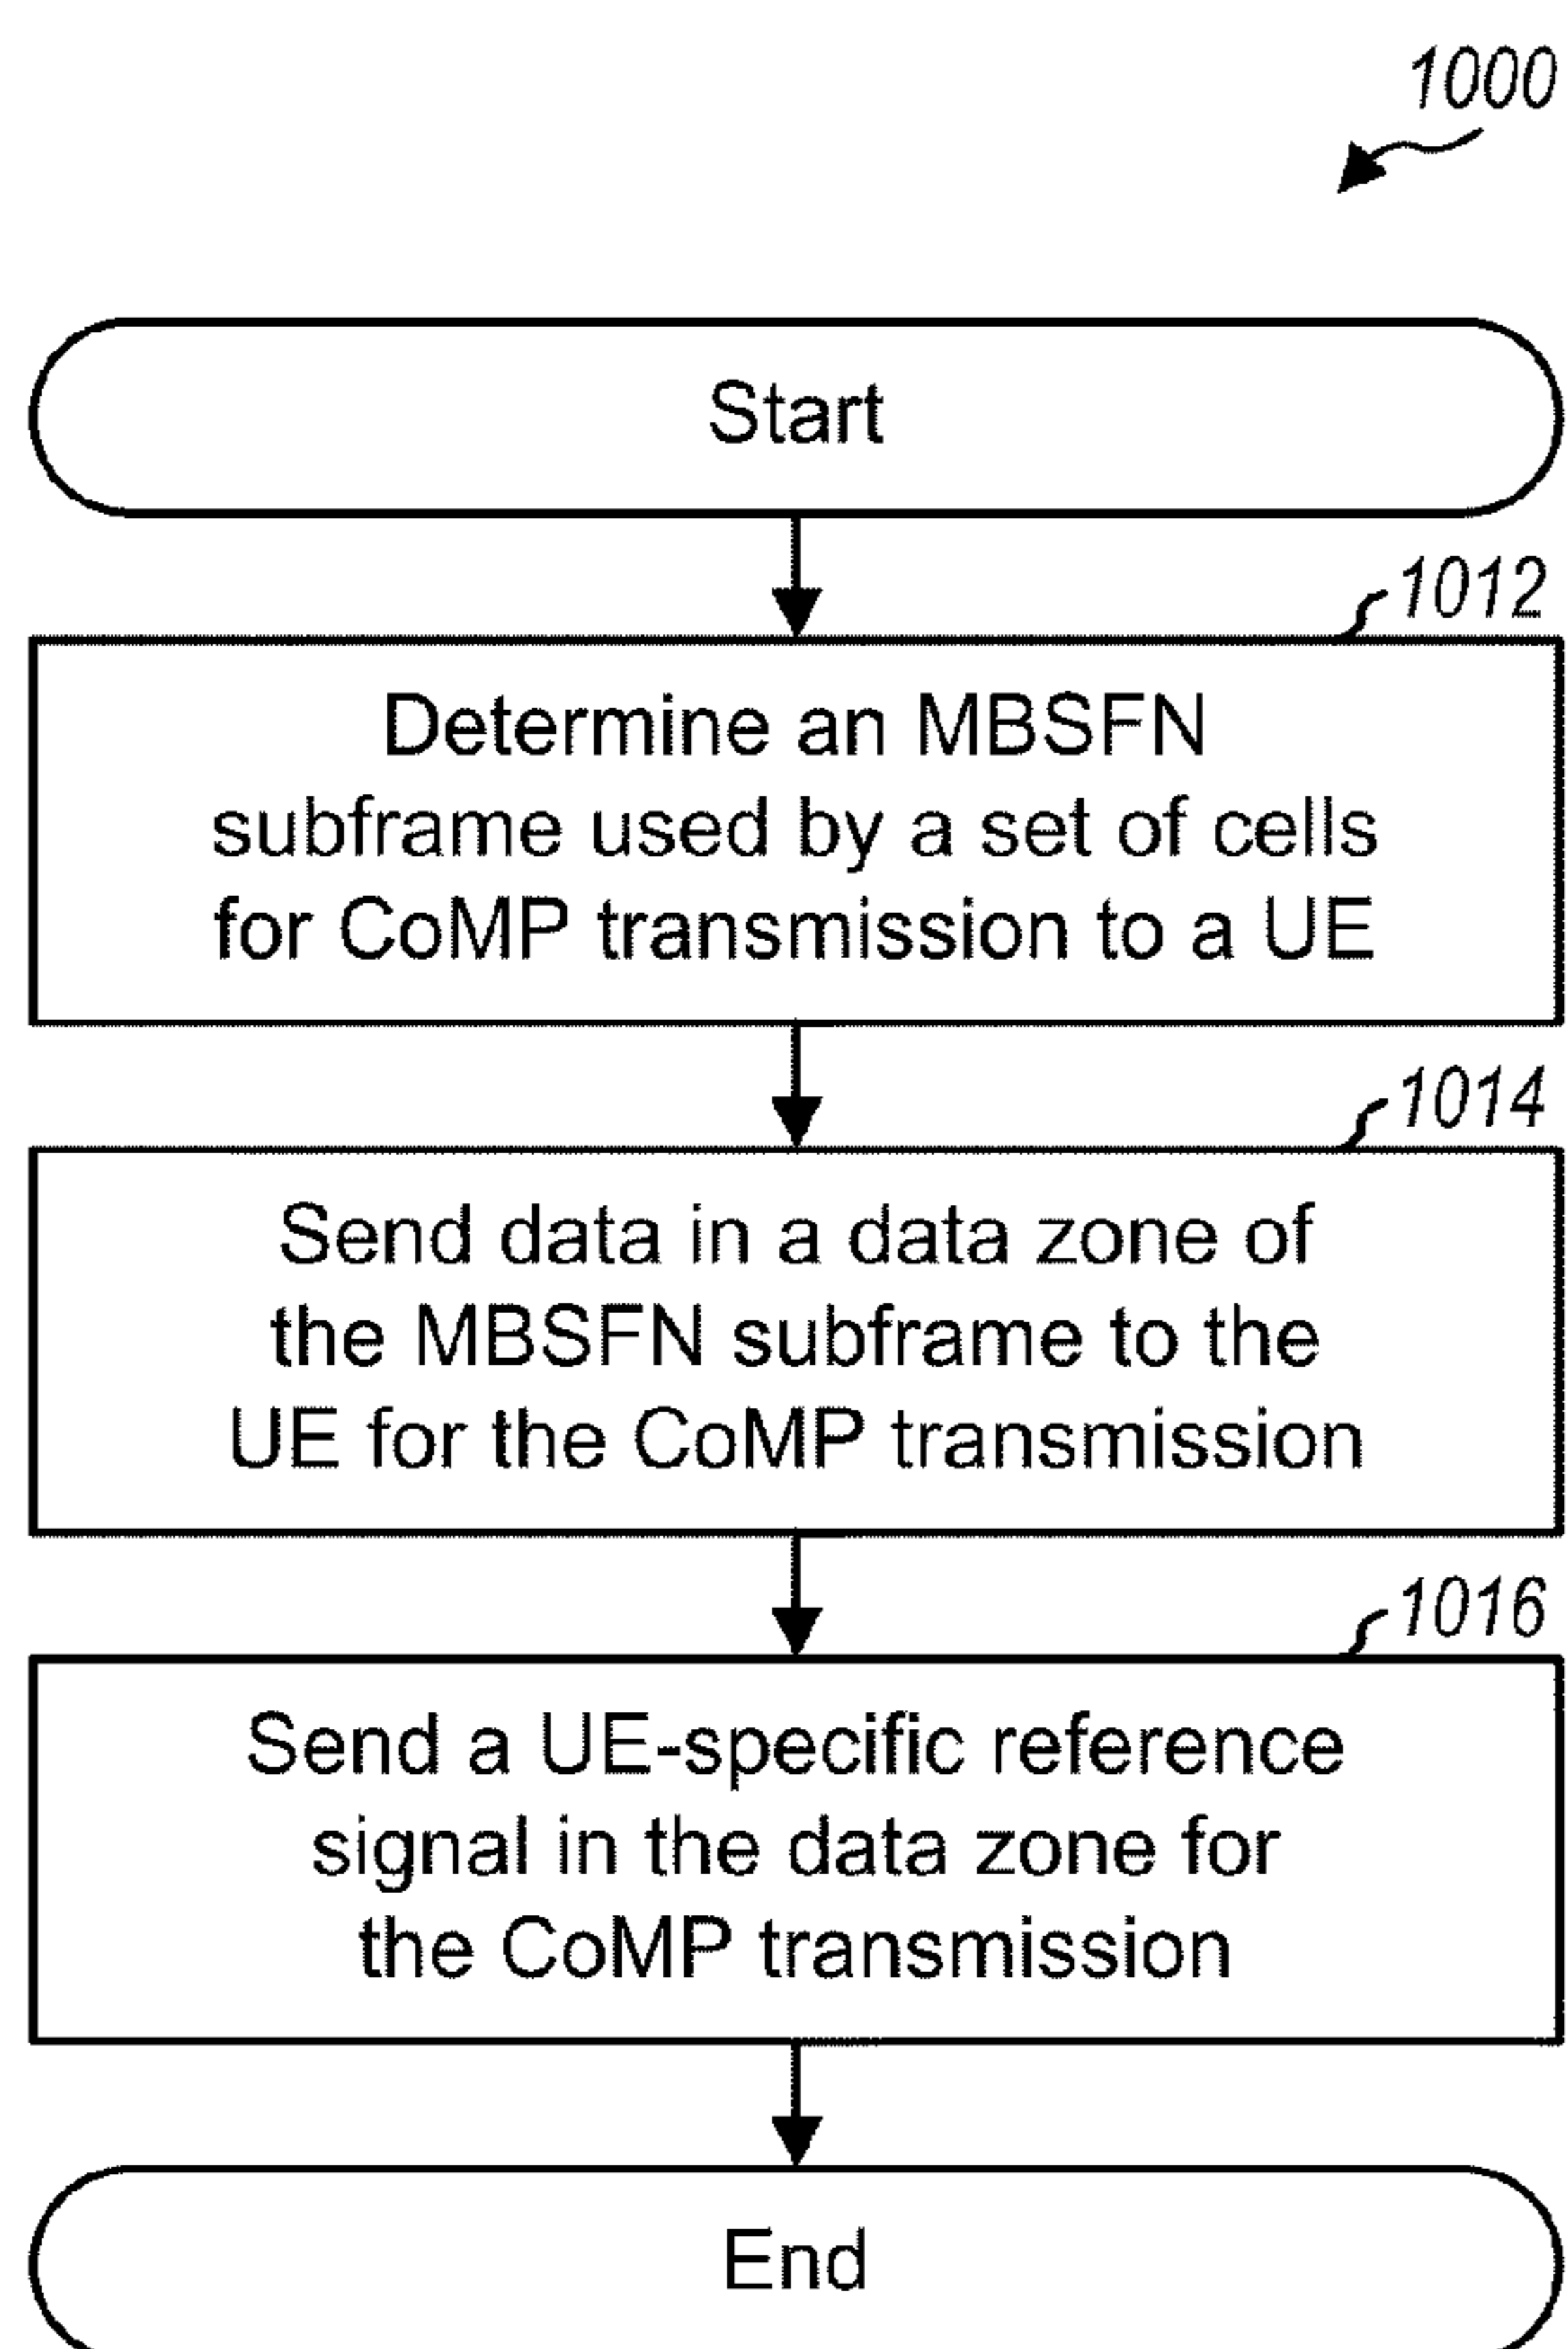 1000
Start
1012
Determine an MBSFN
subframe used by a set of cells
for CoMP transmission to a UE
1014
Send data in a data zone of
the MBSFN subframe to the
UE for the CoMP transmission
1016
Send a UE-specific reference
signal in the data zone for
the CoMP transmission
End